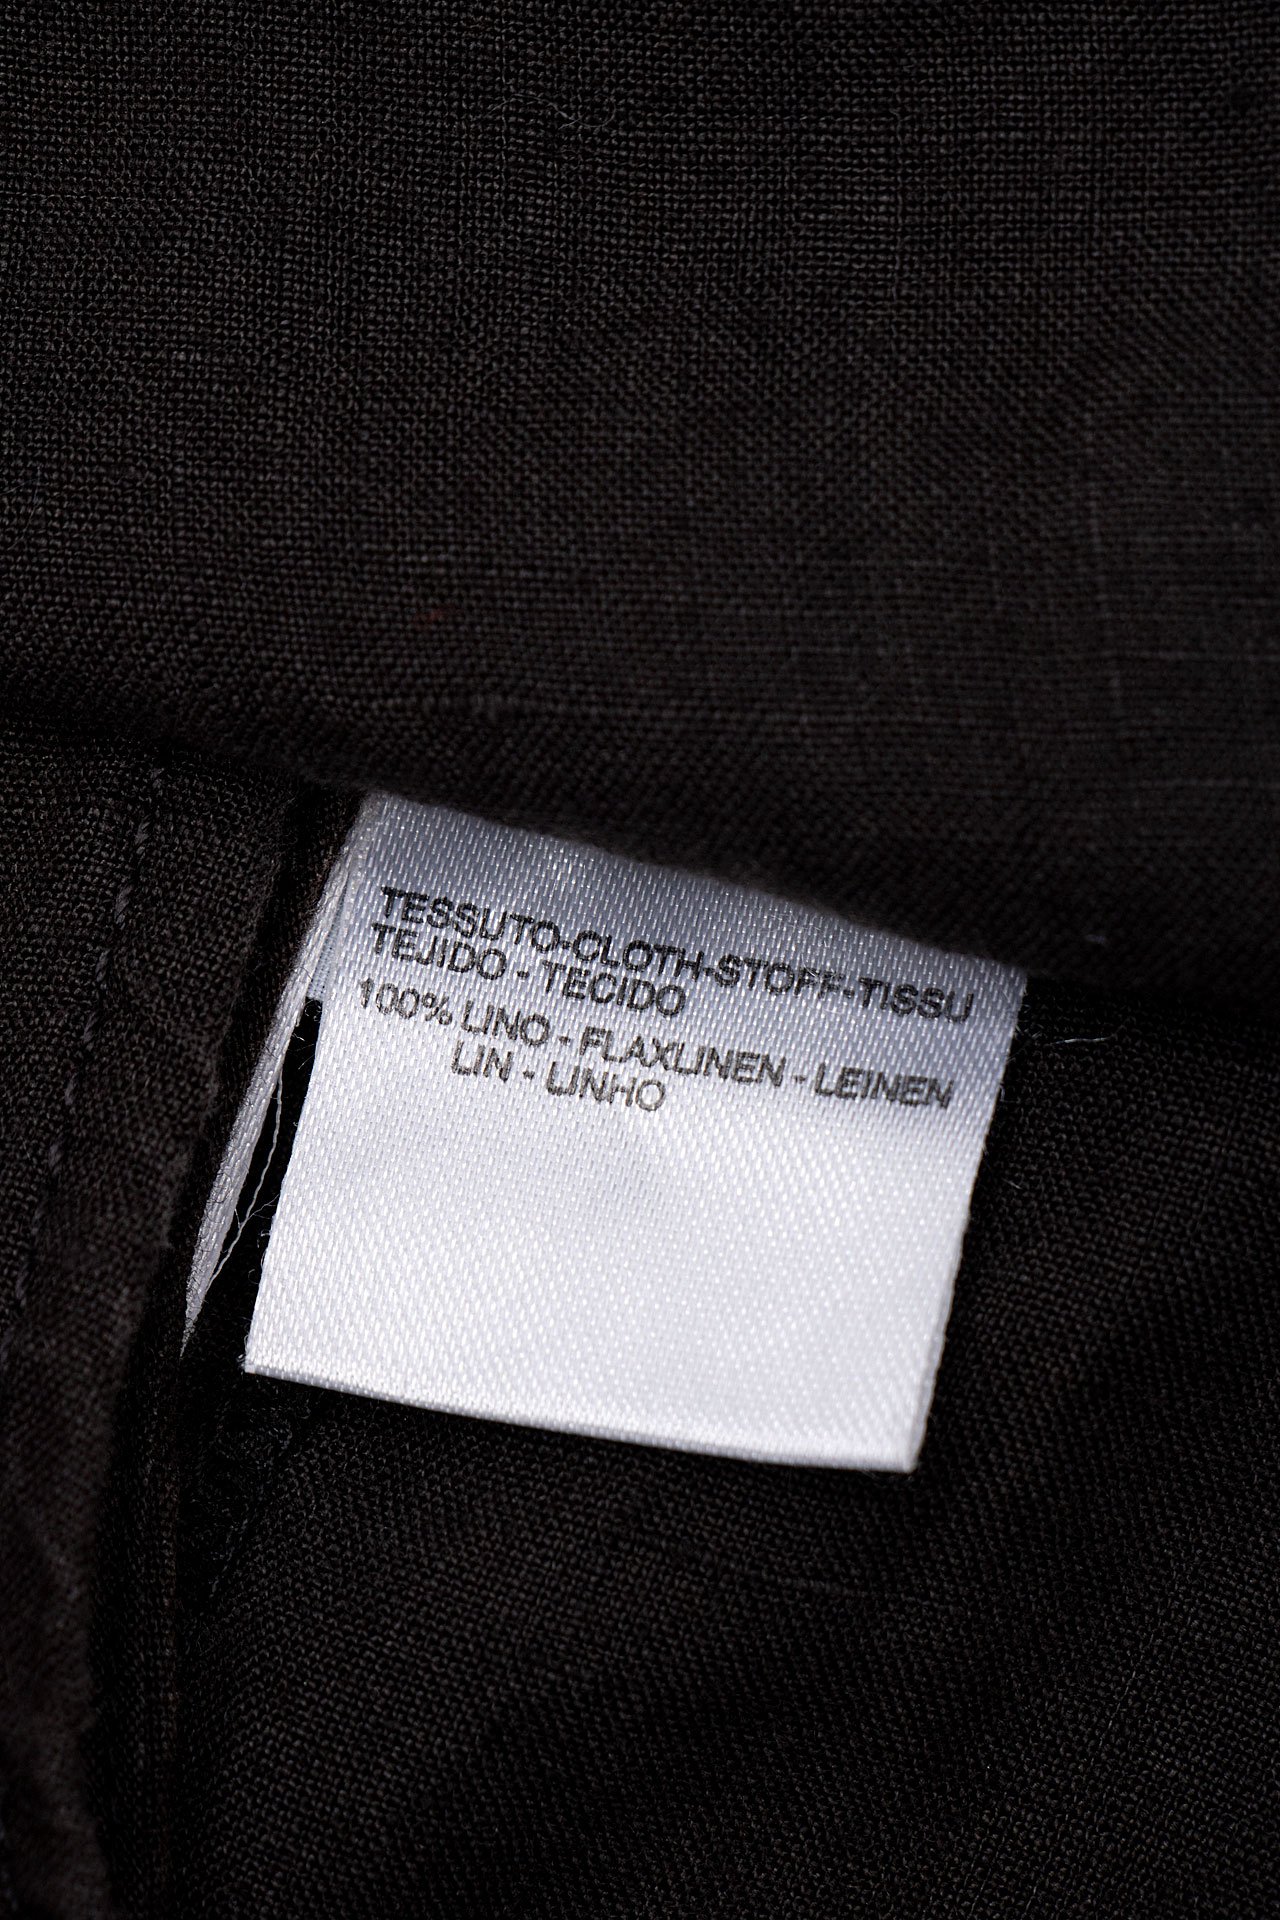 TESSUTO-CLOTH-STOFF-TISSU
TEJIDO - TECIDO
100% LINO - FLAXLINEN - LEINEN
LIN - LINHO